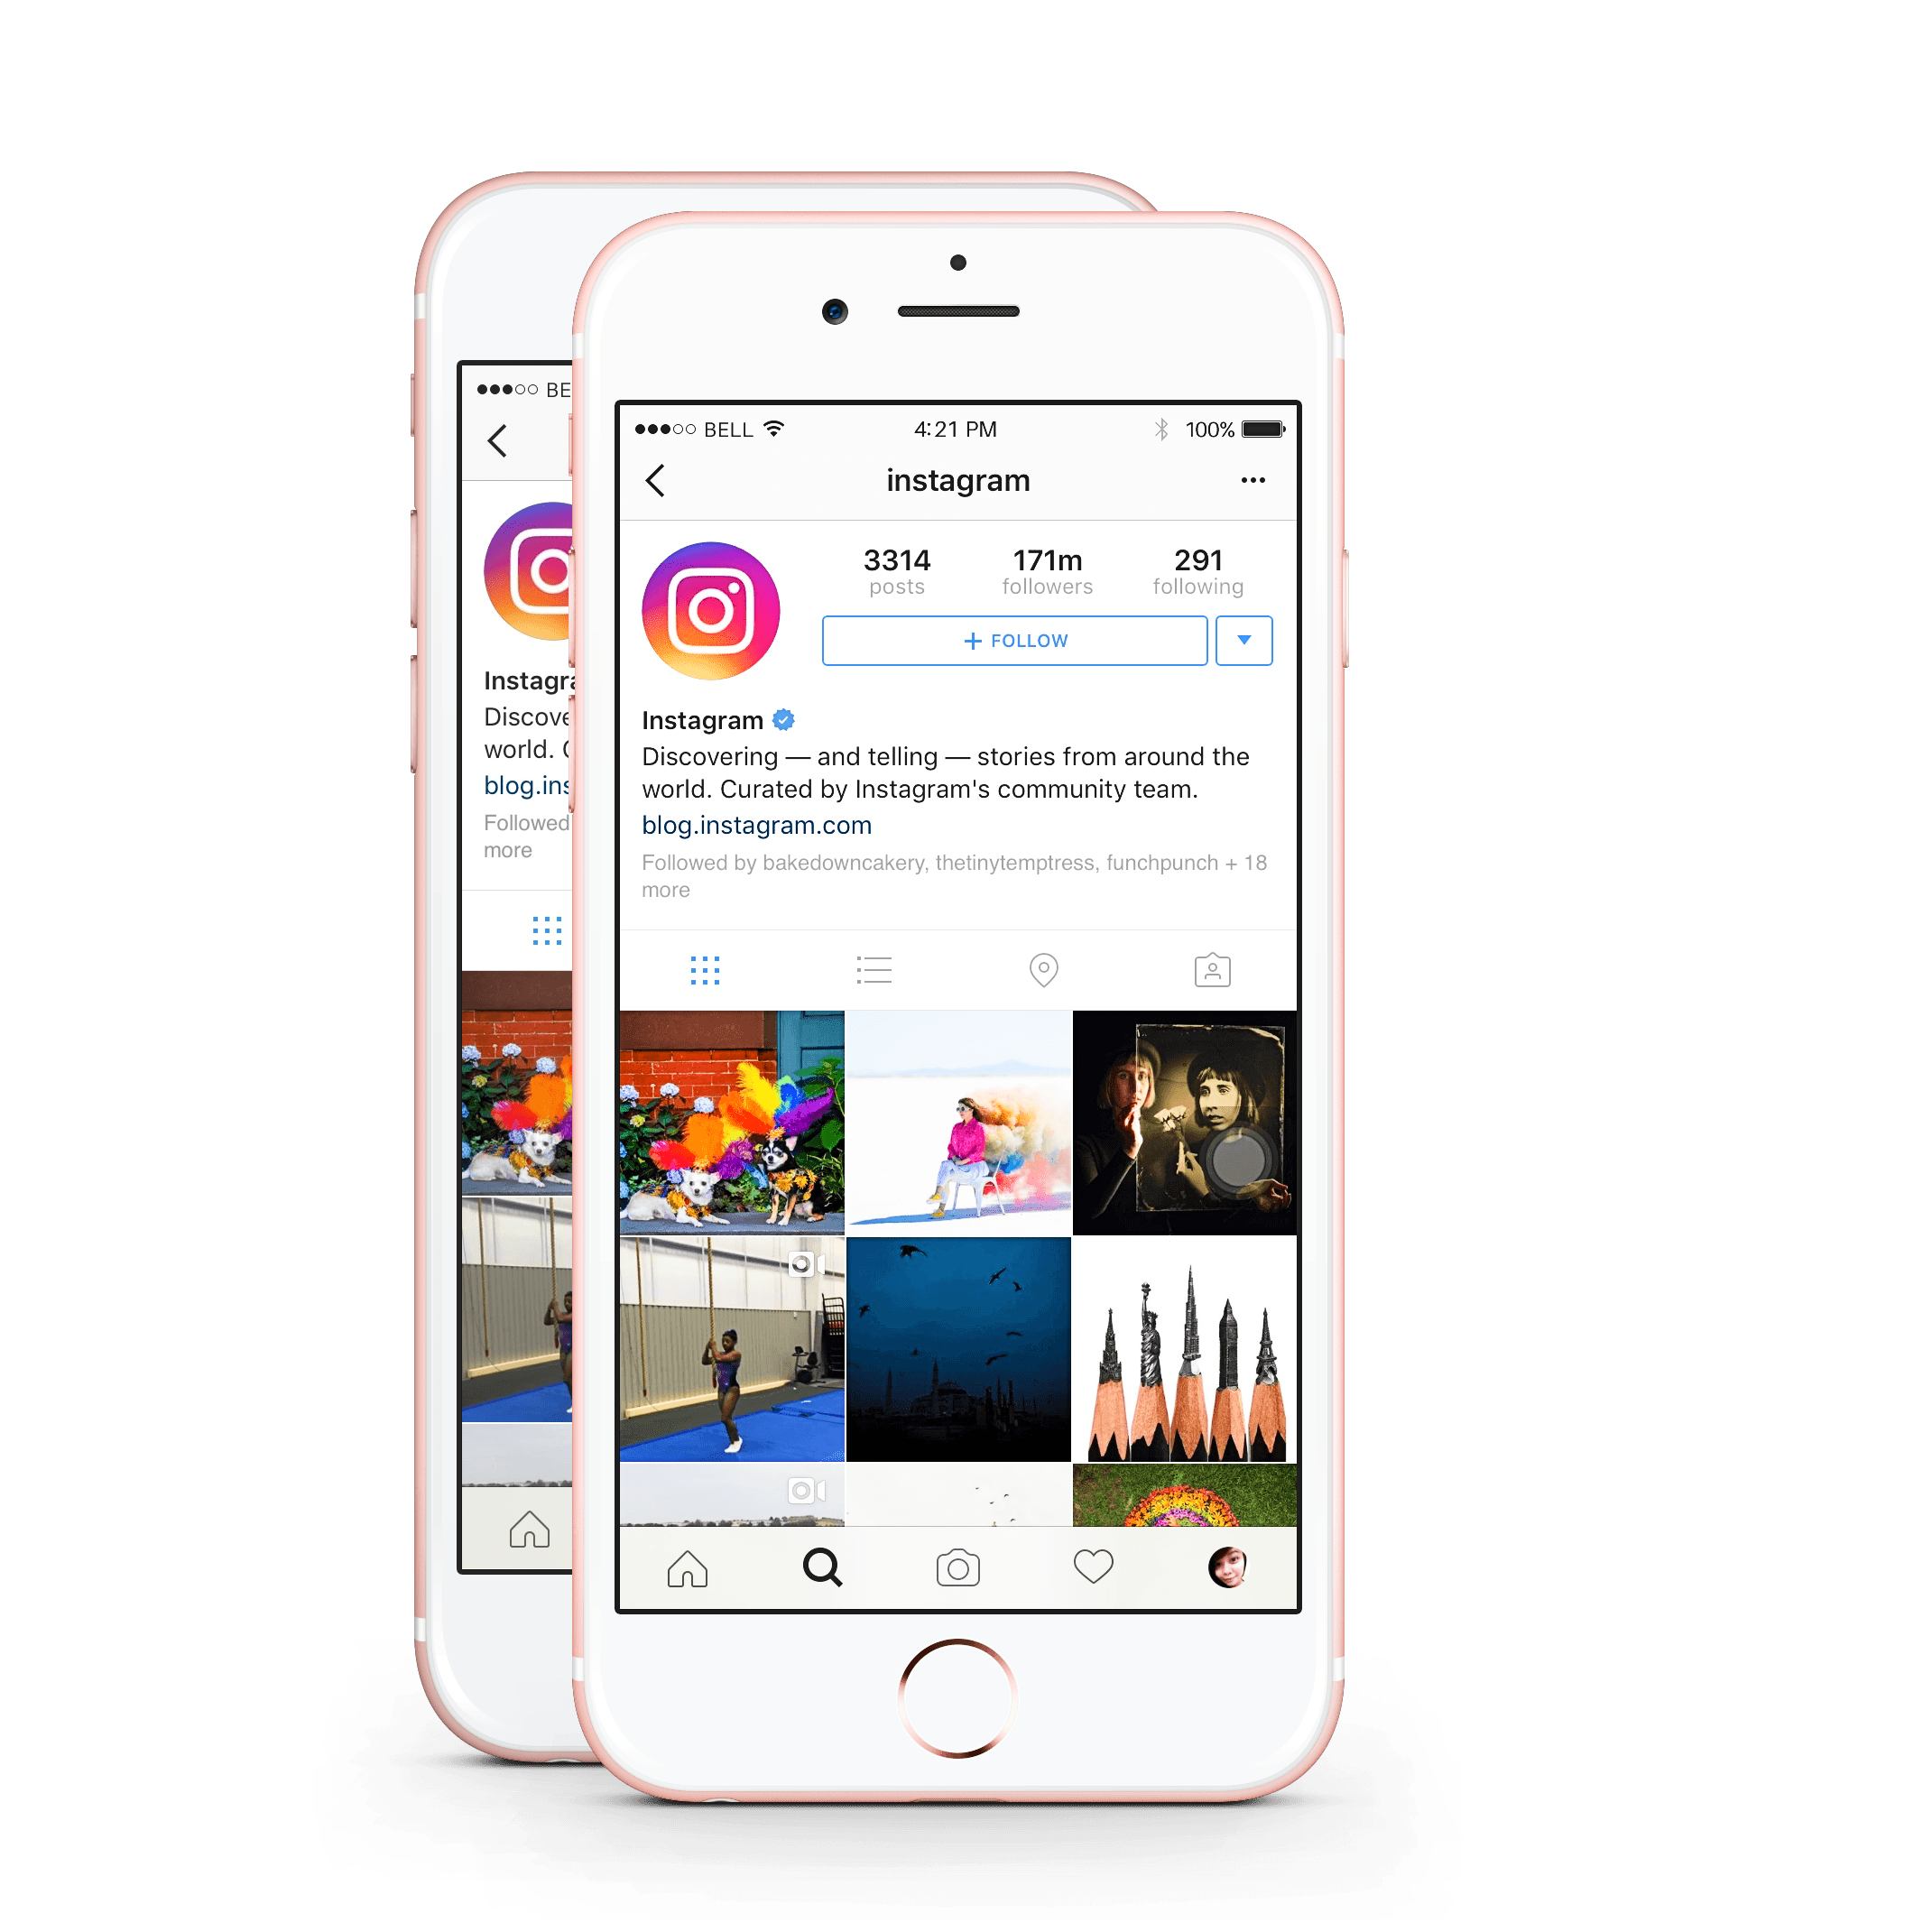 BE
Instagra
Discove
world. C
blog.ins
Followed
more
BELL 4:21 PM 100%
instagram
3314 171m 291
posts followers following
+ FOLLOW
Instagram
Discovering — and telling — stories from around the
world. Curated by Instagram's community team.
blog.instagram.com
Followed by bakedowncakery, thetinytemptress, funchpunch + 18
more